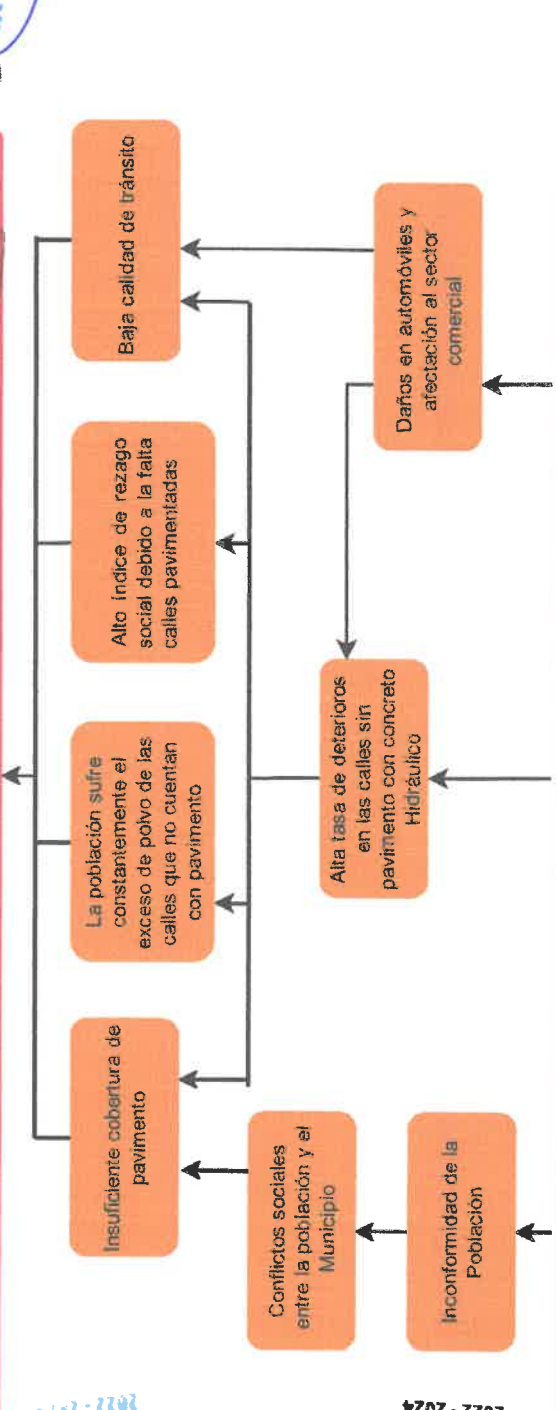 Insuficiente cobertura de
pavimento
La población sufre
constantemente el
exceso de polvo de las
calles que no cuentan
con pavimento
Alto índice de rezago
social debido a la falta
calles pavimentadas
Baja calidad de tránsito
Conflictos sociales
entre la población y el
Municipio
Alta tasa de deterioros
en las calles sin
pavimento con concreto
Hidráulico
Daños en automóviles y
afectación al sector
comercial
Inconformidad de la
Población